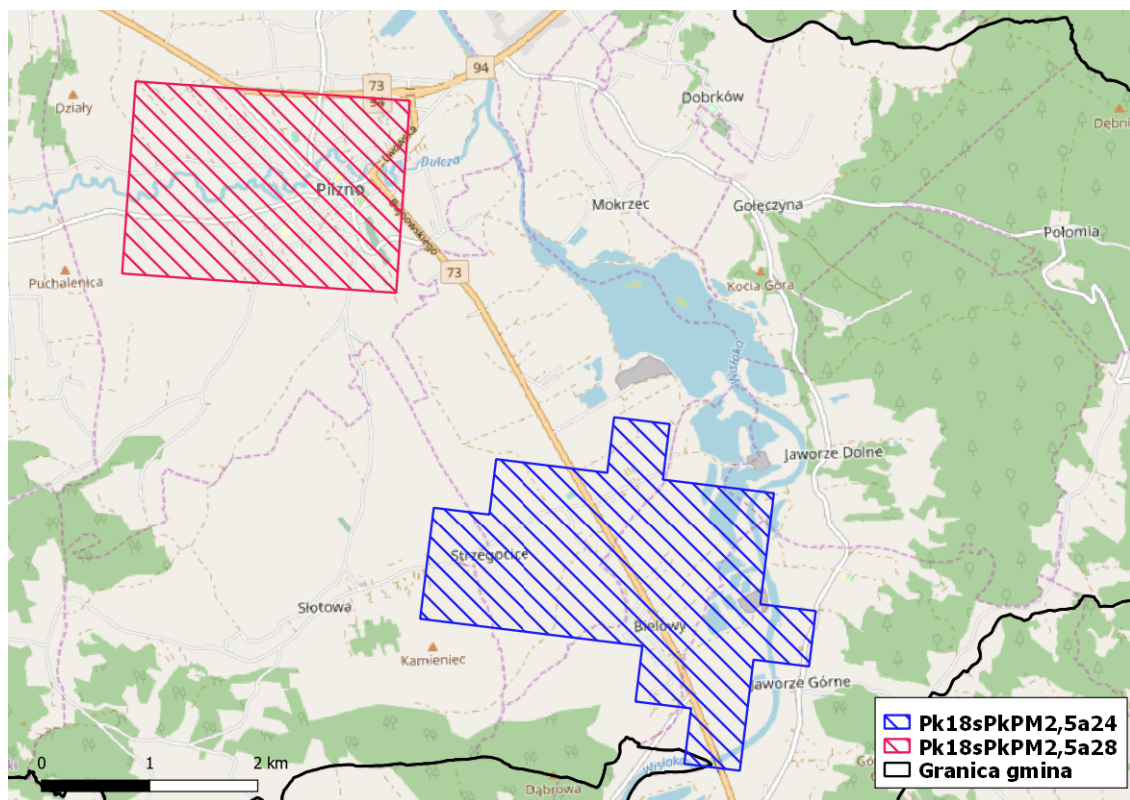 94
73
94
Działy
Dobrków
Lwowska
Dulcza
Pilzno
Mokrzec
Gołęczyna
Połomia
Puchalenica
73
Kocia Góra
Wisłoka
Jaworze Dolne
Strzegocice
Słotowa
Bielowy
Kamieniec
Jaworze Górne
Wisłoka
Dąbrowa
0 1 2 km
Pk18sPkPM2,5a24
Pk18sPkPM2,5a28
Granica gmina